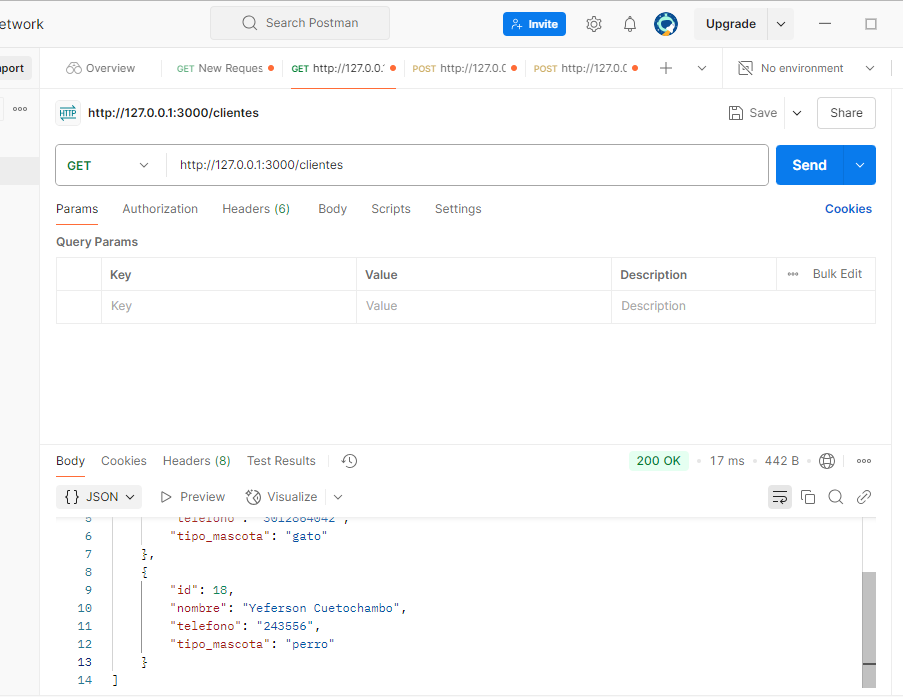 etwork
Search Postman
Invite
Upgrade
port
Overview
GET New Reques
GET http://127.0.0.1
POST http://127.0.0
POST http://127.0.0
No environment
HTTP http://127.0.0.1:3000/clientes
Save
Share
GET
http://127.0.0.1:3000/clientes
Send
Params
Authorization
Headers (6)
Body
Scripts
Settings
Cookies
Query Params
Key Value Description ••• Bulk Edit
Key Value Description
Body
Cookies
Headers (8)
Test Results
200 OK • 17 ms • 442 B •
{} JSON
Preview
Visualize
5 "telefono": "3012864042",
6 "tipo_mascota": "gato"
7 },
8 {
9 "id": 18,
10 "nombre": "Yeferson Cuetochambo",
11 "telefono": "243556",
12 "tipo_mascota": "perro"
13 }
14 ]